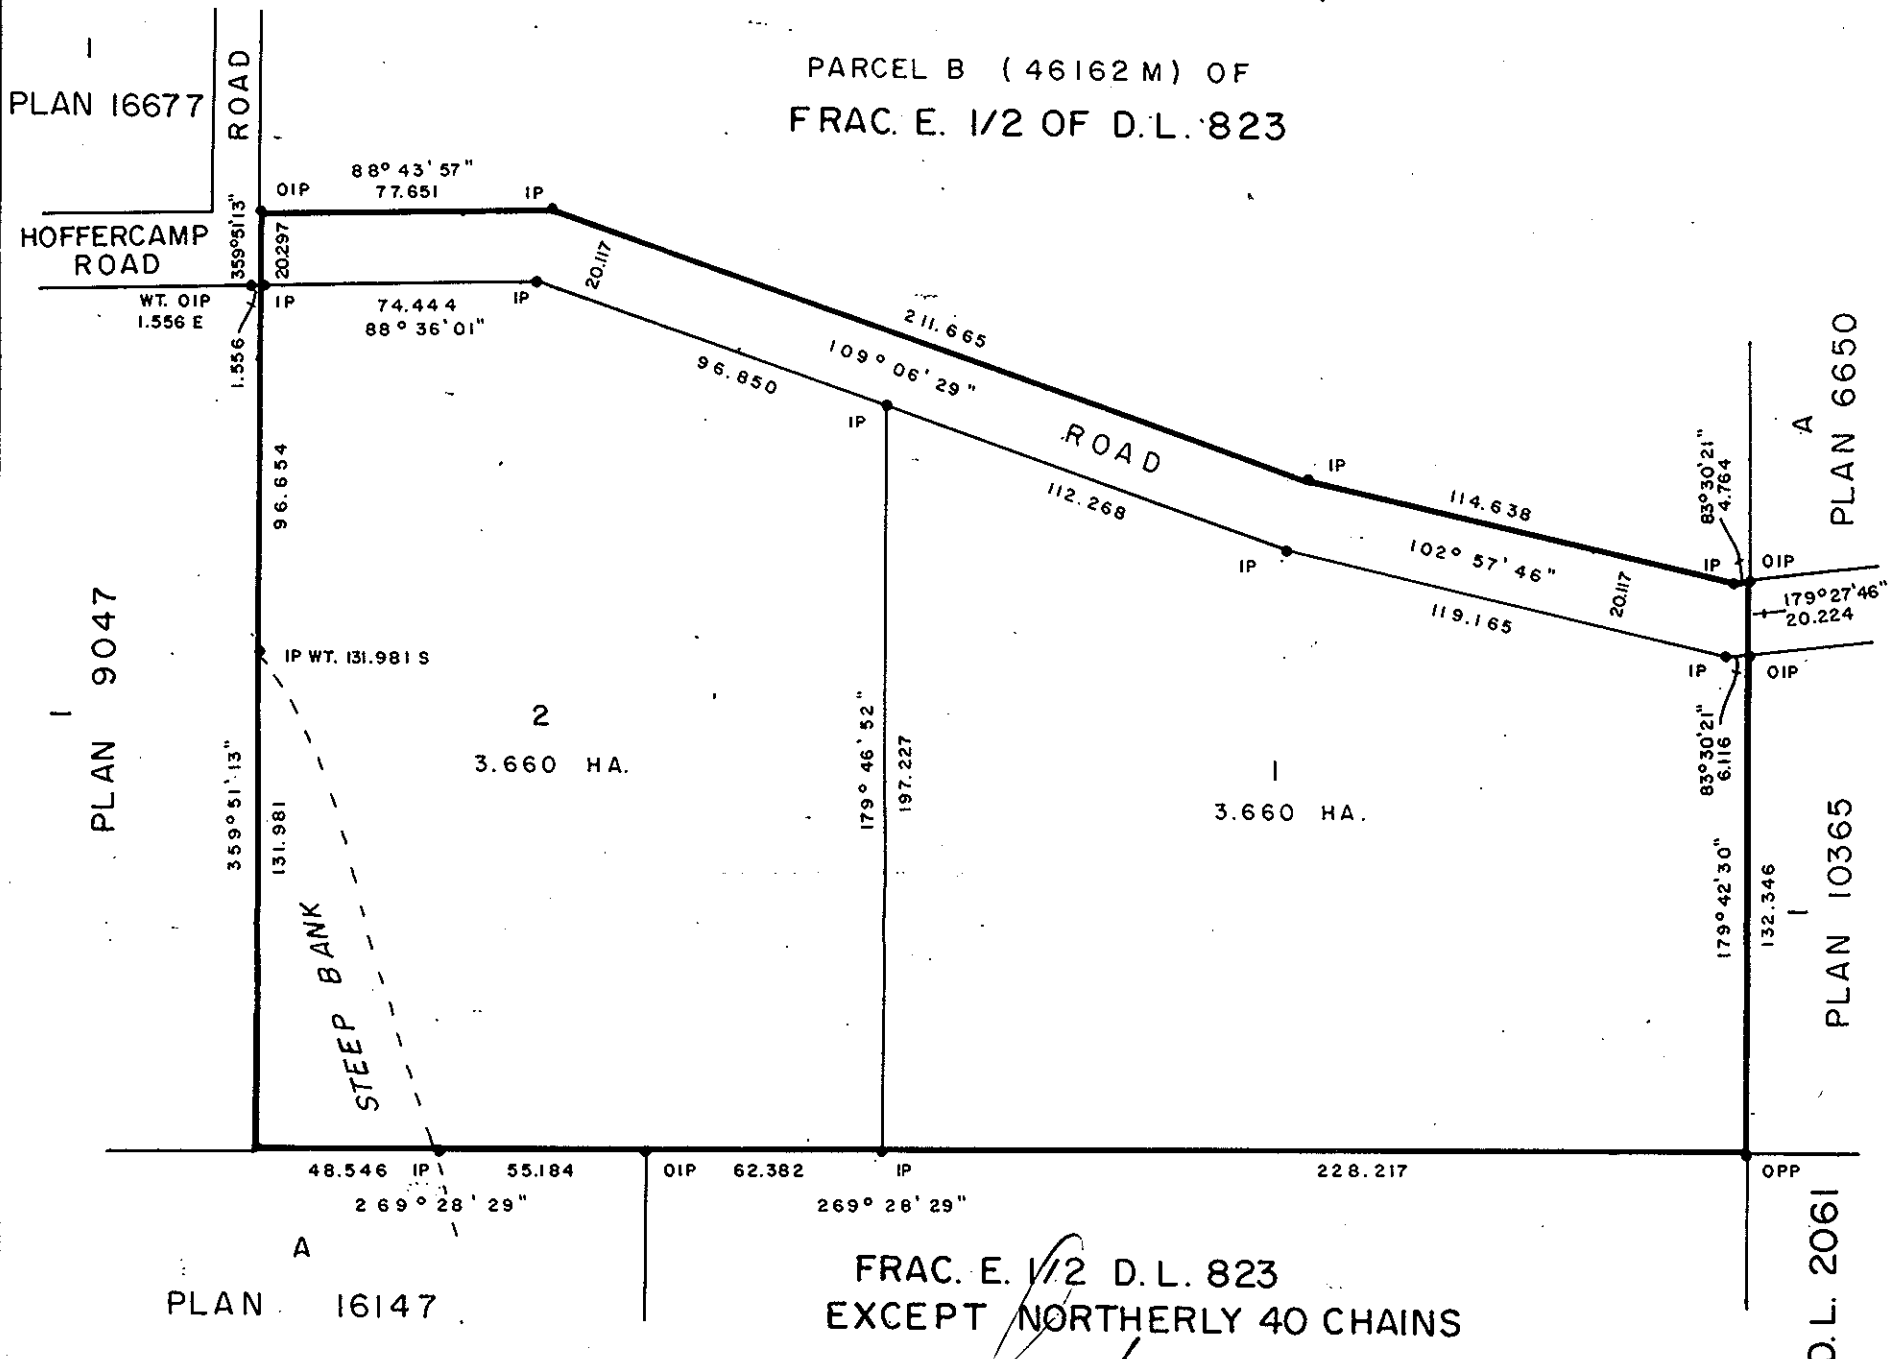 PARCEL B (46162 M) OF
FRAC. E. 1/2 OF D.L. 823
1
PLAN 16677
ROAD
HOFFERCAMP
ROAD
OIP
88° 43' 57"
77.651
IP
359°51'13"
20.297
WT. OIP
1.556 E
1.556
IP
74.444
88° 36' 01"
IP
20.117
211.665
109° 06' 29"
96.850
IP
ROAD
112.268
IP
IP
114.638
102° 57' 46"
119.165
20.117
83°30'21"
4.764
IP
OIP
179°27'46"
20.224
IP
OIP
83°30'21"
6.116
A
PLAN 6650
96.654
IP WT. 131.981 S
1
PLAN 9047
359° 51' 13"
131.981
STEEP BANK
2
3.660 HA.
179° 46' 52"
197.227
1
3.660 HA.
179° 42' 30"
132.346
1
PLAN 10365
48.546
IP
55.184
OIP
62.382
IP
228.217
OPP
269° 28' 29"
269° 28' 29"
A
PLAN 16147
FRAC. E. 1/2 D.L. 823
EXCEPT NORTHERLY 40 CHAINS
D.L. 2061